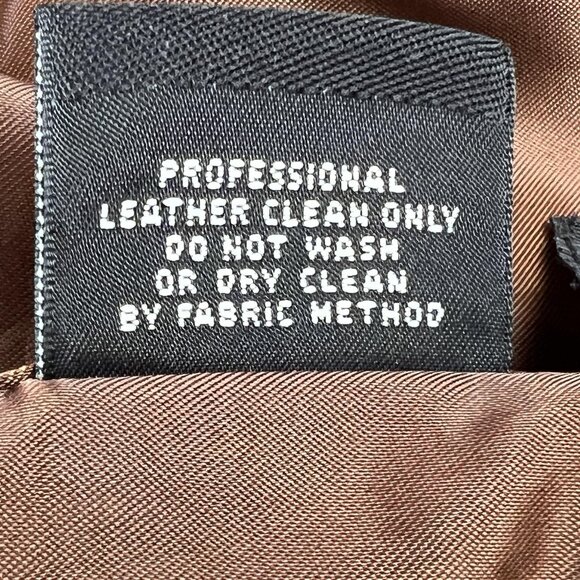 PROFESSIONAL
LEATHER CLEAN ONLY
DO NOT WASH
OR DRY CLEAN
BY FABRIC METHOD